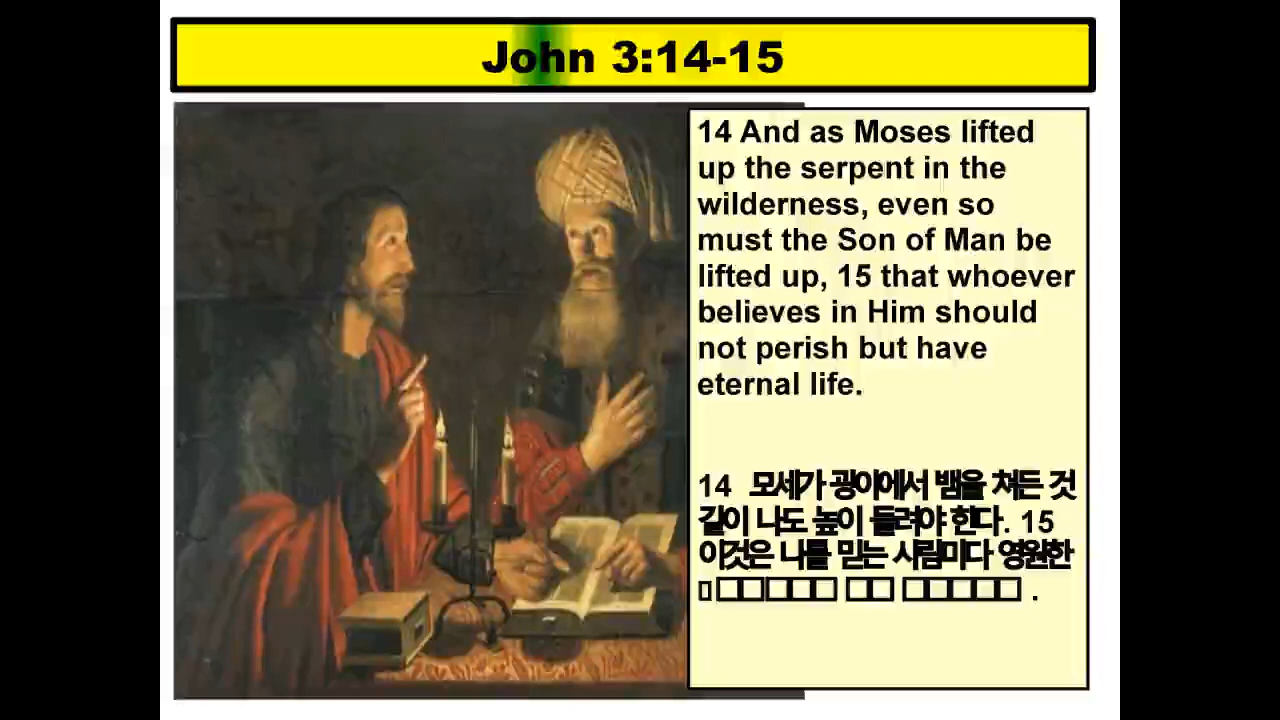 John 3:14-15
14 And as Moses lifted
up the serpent in the
wilderness, even so
must the Son of Man be
lifted up, 15 that whoever
believes in Him should
not perish but have
eternal life.
14 모세가 광야에서 뱀을 쳐든 것
같이 나도 높이 들려야 한다. 15
이것은 나를 믿는 사람마다 영원한